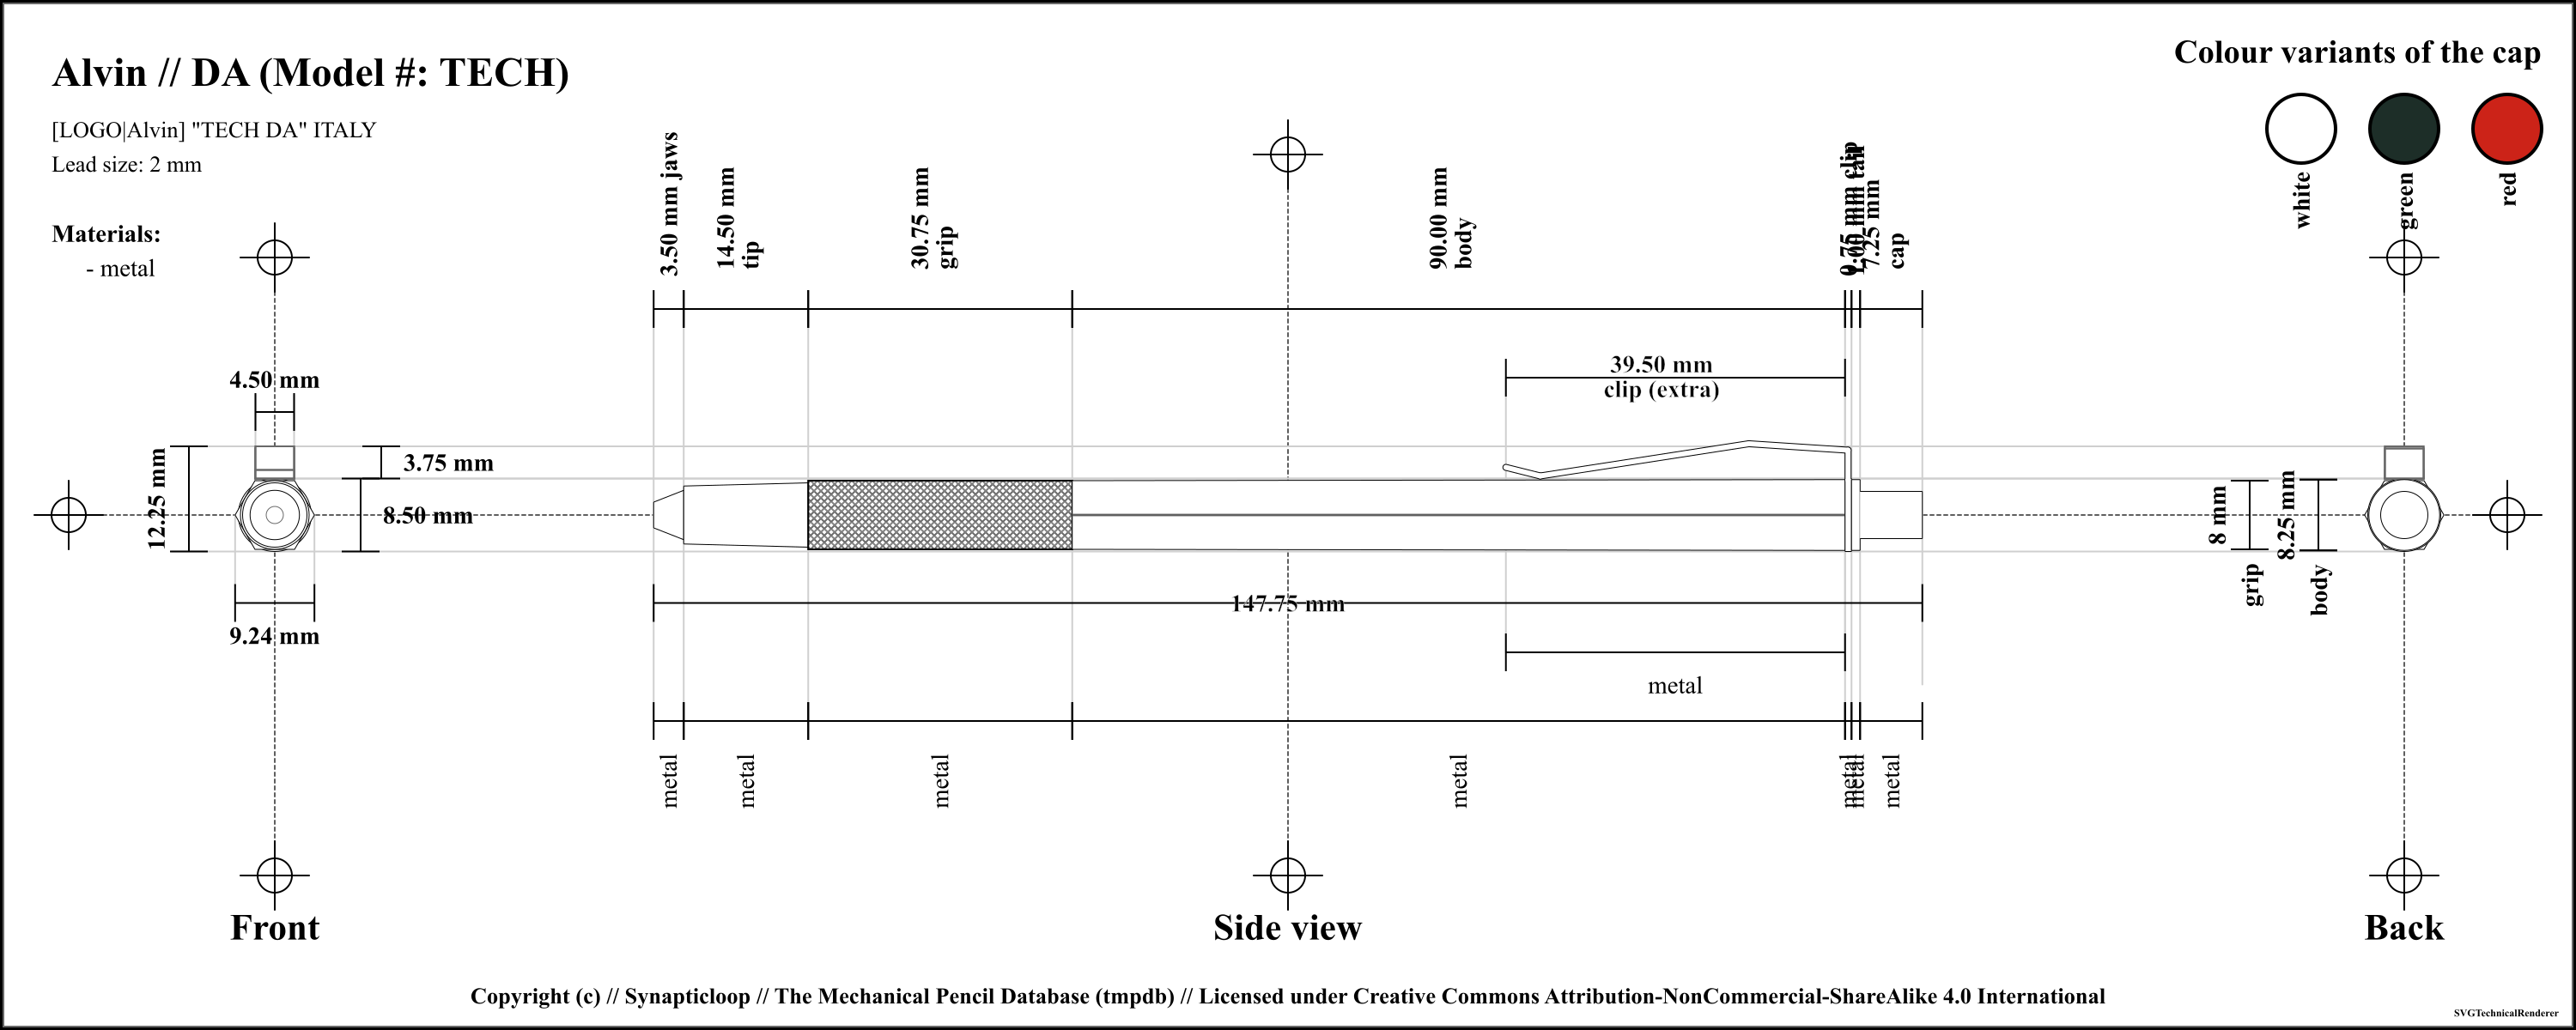 Alvin // DA (Model #: TECH)
[LOGO|Alvin] "TECH DA" ITALY
Lead size: 2 mm
Materials:
- metal
Colour variants of the cap
white
green
red
3.50 mm jaws
14.50 mm
tip
30.75 mm
grip
90.00 mm
body
0.75 mm clip
1.00 mm tail
7.25 mm
cap
39.50 mm
clip (extra)
4.50 mm
3.75 mm
12.25 mm
8.50 mm
9.24 mm
147.75 mm
8 mm
grip
8.25 mm
body
metal
metal
metal
metal
metal
metal
metal
metal
Front
Side view
Back
Copyright (c) // Synapticloop // The Mechanical Pencil Database (tmpdb) // Licensed under Creative Commons Attribution-NonCommercial-ShareAlike 4.0 International
SVGTechnicalRenderer